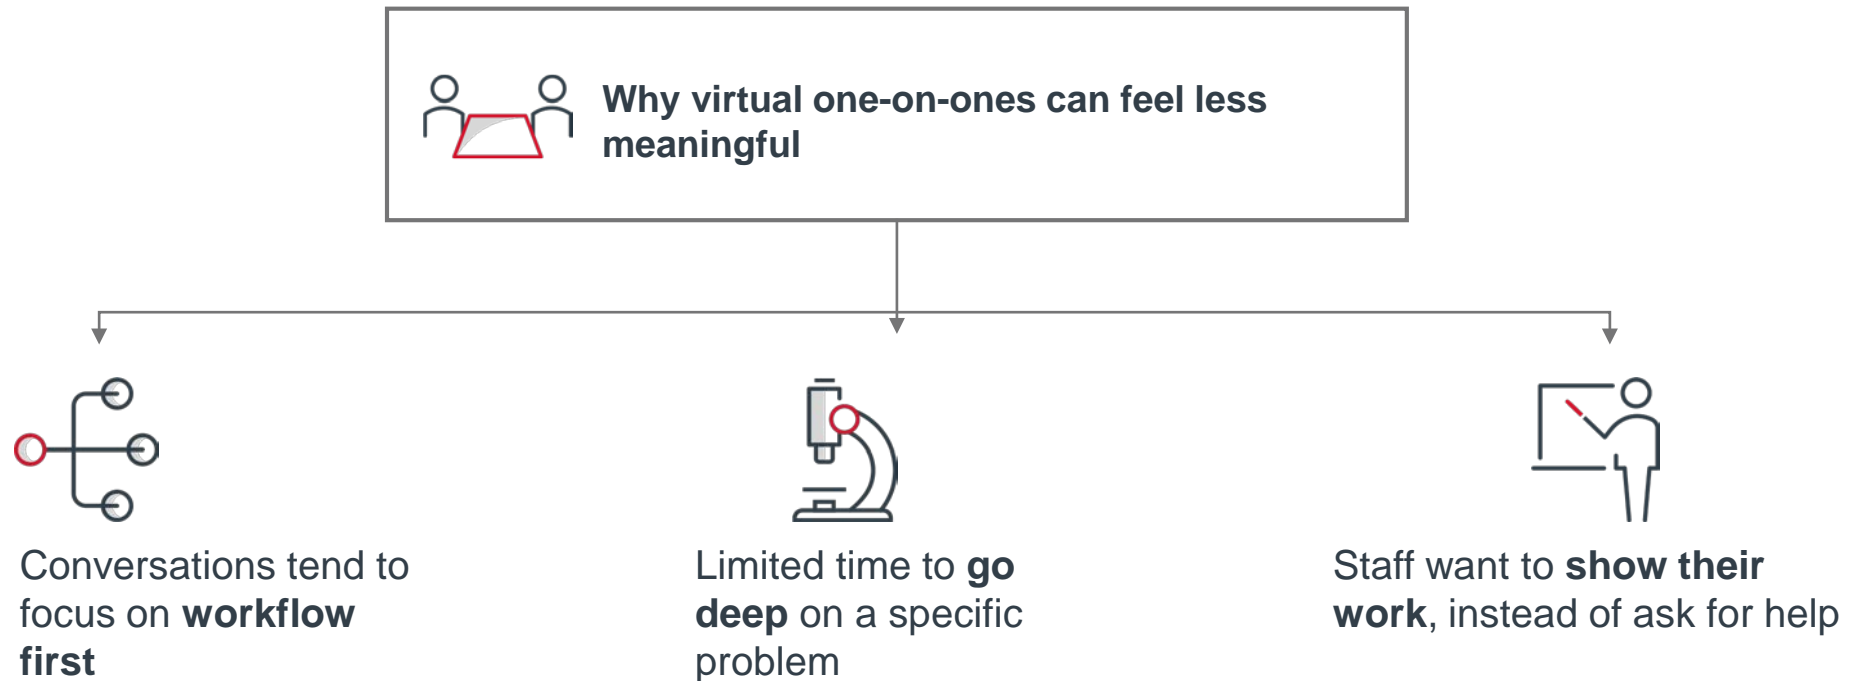 Why virtual one-on-ones can feel less
meaningful
Conversations tend to
focus on workflow
first
Limited time to go
deep on a specific
problem
Staff want to show their
work, instead of ask for help